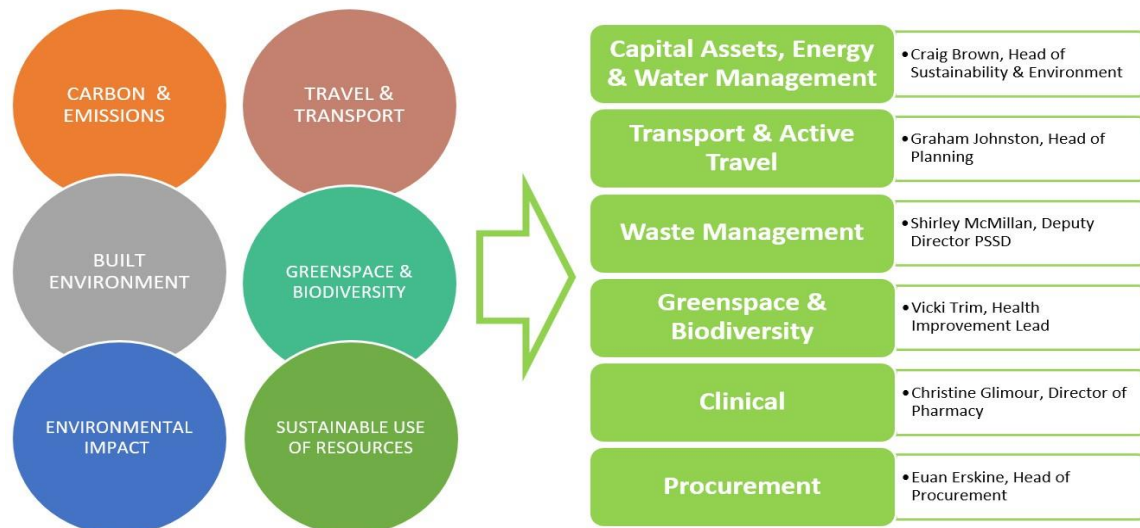 CARBON &
EMISSIONS
TRAVEL &
TRANSPORT
BUILT
ENVIRONMENT
GREENSPACE &
BIODIVERSITY
ENVIRONMENTAL
IMPACT
SUSTAINABLE USE
OF RESOURCES
Capital Assets, Energy
& Water Management
•Craig Brown, Head of
Sustainability & Environment
Transport & Active
Travel
•Graham Johnston, Head of
Planning
Waste Management
•Shirley McMillan, Deputy
Director PSSD
Greenspace &
Biodiversity
•Vicki Trim, Health
Improvement Lead
Clinical
•Christine Glimour, Director of
Pharmacy
Procurement
•Euan Erskine, Head of
Procurement